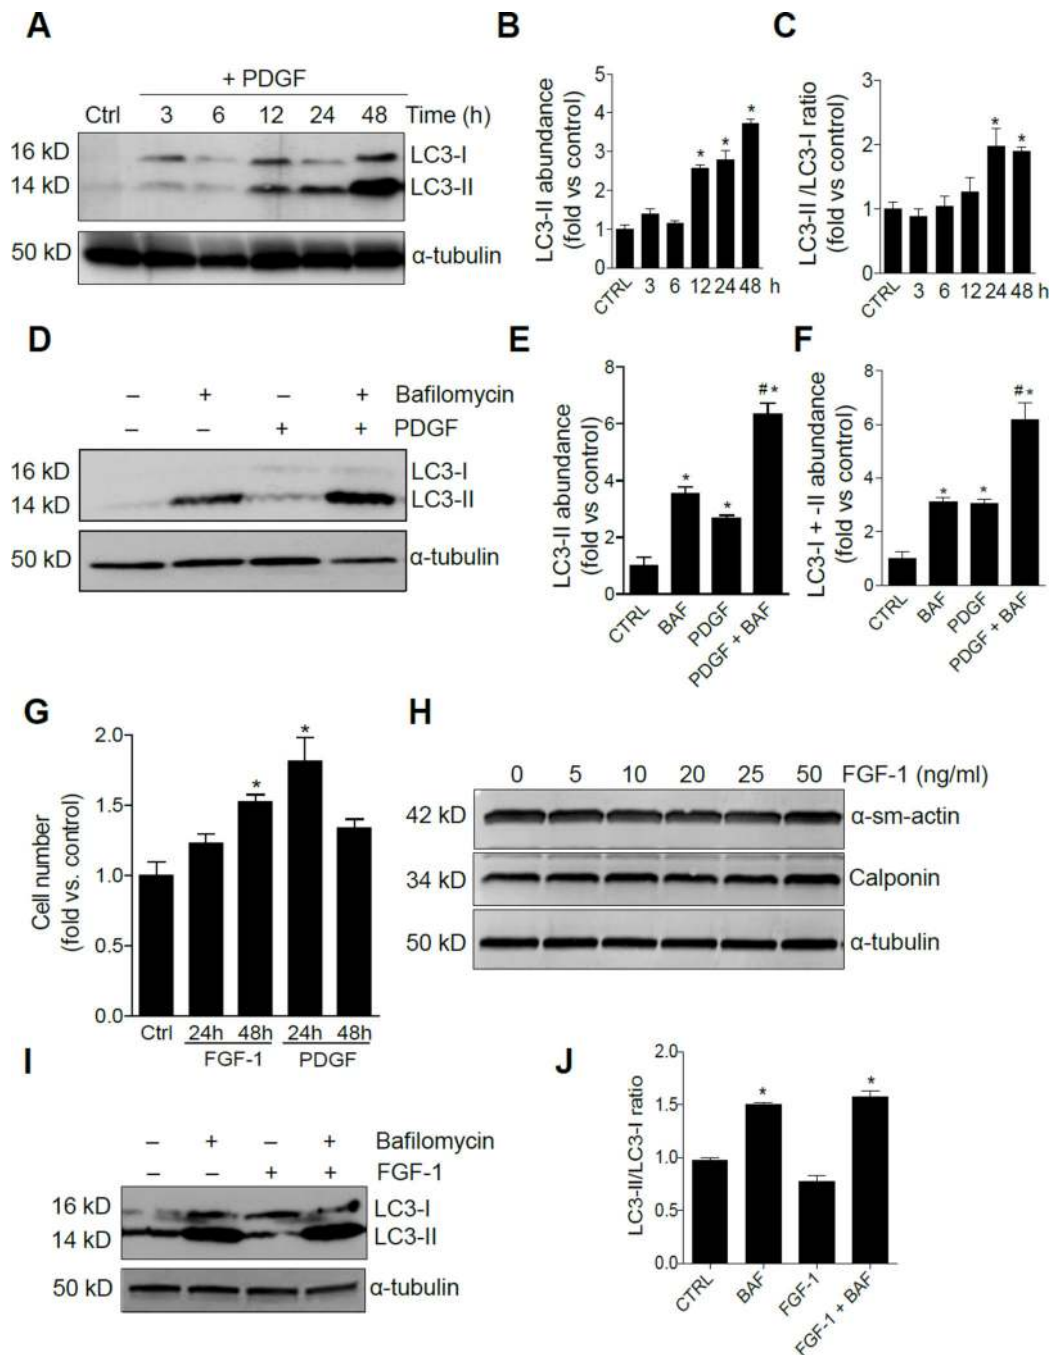 A
+ PDGF
Ctrl 3 6 12 24 48 Time (h)
16 kD LC3-I
14 kD LC3-II
50 kD α-tubulin
B
LC3-II abundance
(fold vs control)
5
4
3
2
1
0
CTRL 3 6 12 24 48 h
* * *
C
LC3-II /LC3-I ratio
(fold vs control)
3
2
1
0
CTRL 3 6 12 24 48 h
* *
D
– + – + Bafilomycin
– – + + PDGF
16 kD LC3-I
14 kD LC3-II
50 kD α-tubulin
E
LC3-II abundance
(fold vs control)
8
6
4
2
0
* * # *
CTRL BAF PDGF PDGF + BAF
F
LC3-I + -II abundance
(fold vs control)
8
6
4
2
0
* * # *
CTRL BAF PDGF PDGF + BAF
G
Cell number
(fold vs. control)
2.0
1.5
1.0
0.5
0.0
* *
Ctrl 24h 48h 24h 48h
FGF-1 PDGF
H
0 5 10 20 25 50 FGF-1 (ng/ml)
42 kD α-sm-actin
34 kD Calponin
50 kD α-tubulin
I
– + – + Bafilomycin
– – + + FGF-1
16 kD LC3-I
14 kD LC3-II
50 kD α-tubulin
J
LC3-II/LC3-I ratio
1.0
1.5
1.0
0.5
0.0
* *
CTRL BAF FGF-1 FGF-1 + BAF